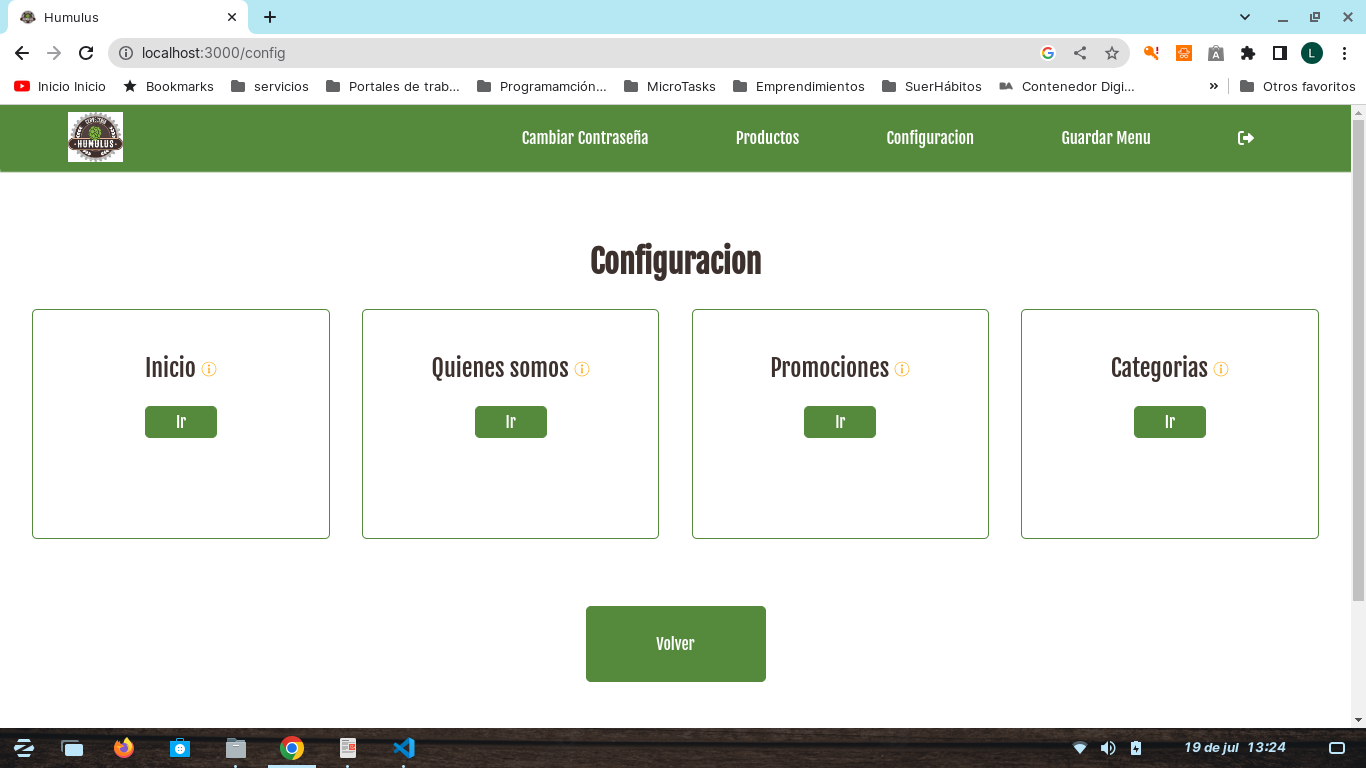 Humulus
localhost:3000/config
Inicio Inicio
Bookmarks
servicios
Portales de trab...
Programamción...
MicroTasks
Emprendimientos
SuerHábitos
BA Contenedor Digi...
»
Otros favoritos
L
HUMULUS
Cambiar Contraseña
Productos
Configuracion
Guardar Menu
Configuracion
Inicio
Quienes somos
Promociones
Categorias
Ir
Ir
Ir
Ir
Volver
19 de jul 13:24